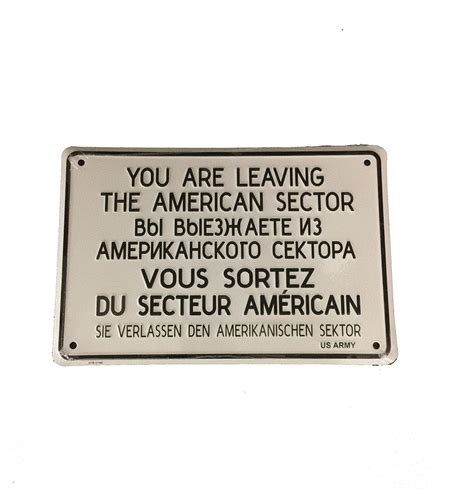 YOU ARE LEAVING
THE AMERICAN SECTOR
ВЫ ВЫЕЗЖАЕТЕ ИЗ
АМЕРИКАНСКОГО СЕКТОРА
VOUS SORTEZ
DU SECTEUR AMÉRICAIN
SIE VERLASSEN DEN AMERIKANISCHEN SEKTOR
US ARMY